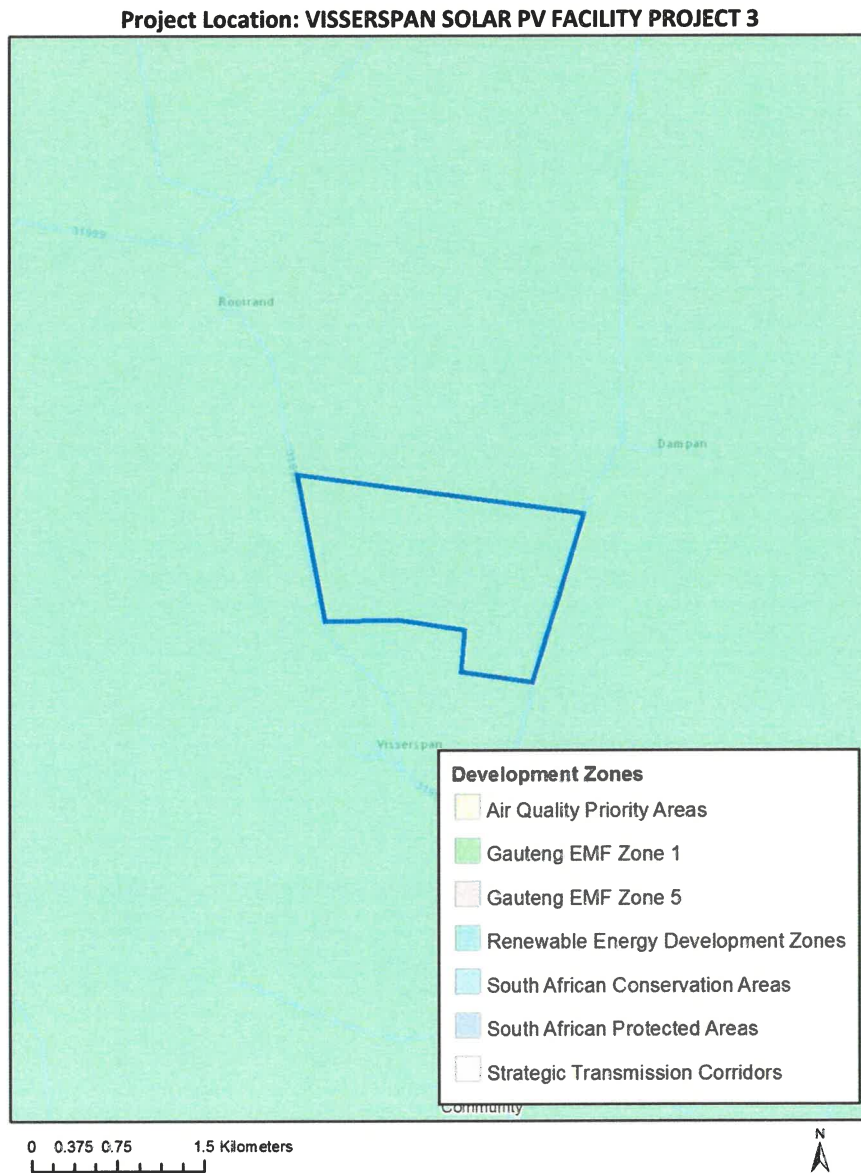 Project Location: VISSERSPAN SOLAR PV FACILITY PROJECT 3
31999
Rooirand
Dampan
Visserspan
Development Zones
Air Quality Priority Areas
Gauteng EMF Zone 1
Gauteng EMF Zone 5
Renewable Energy Development Zones
South African Conservation Areas
South African Protected Areas
Strategic Transmission Corridors
Community
0 0.375 0.75 1.5 Kilometers
N